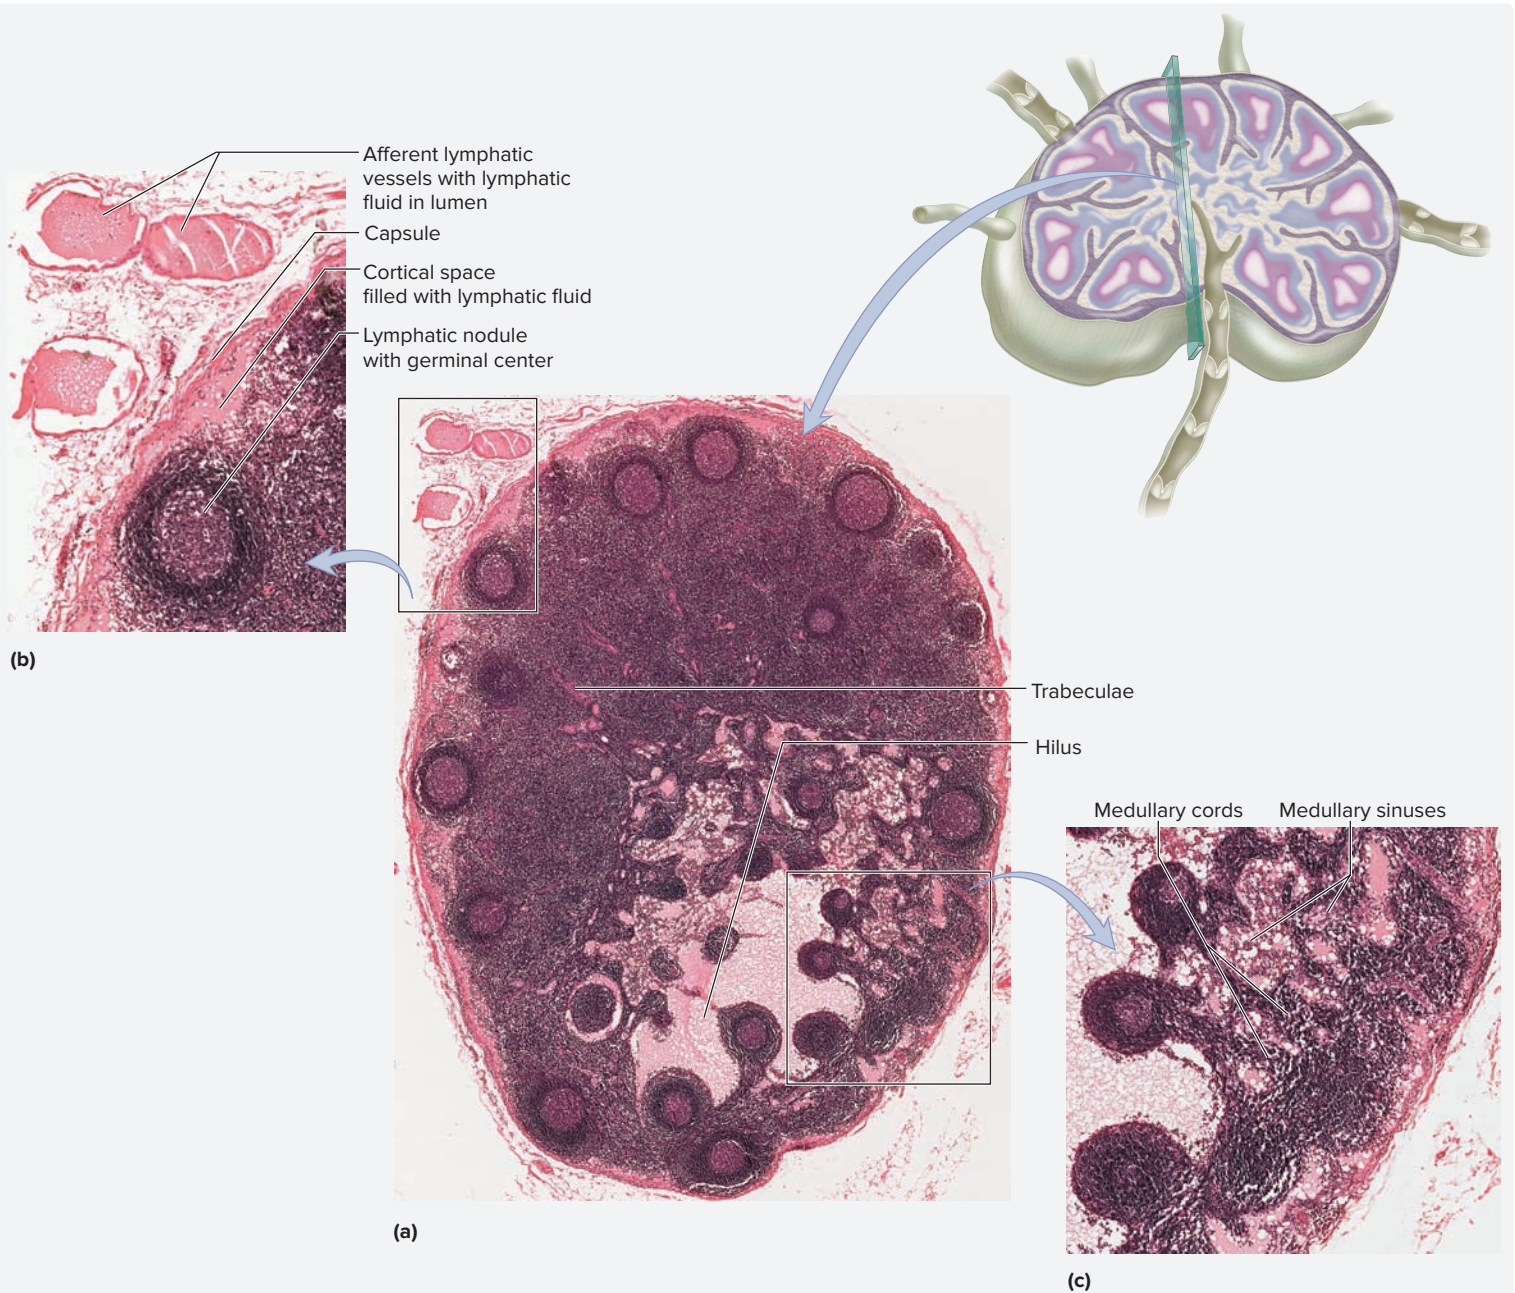 Afferent lymphatic
vessels with lymphatic
fluid in lumen
Capsule
Cortical space
filled with lymphatic fluid
Lymphatic nodule
with germinal center
(b)
Trabeculae
Hilus
Medullary cords
Medullary sinuses
(a)
(c)